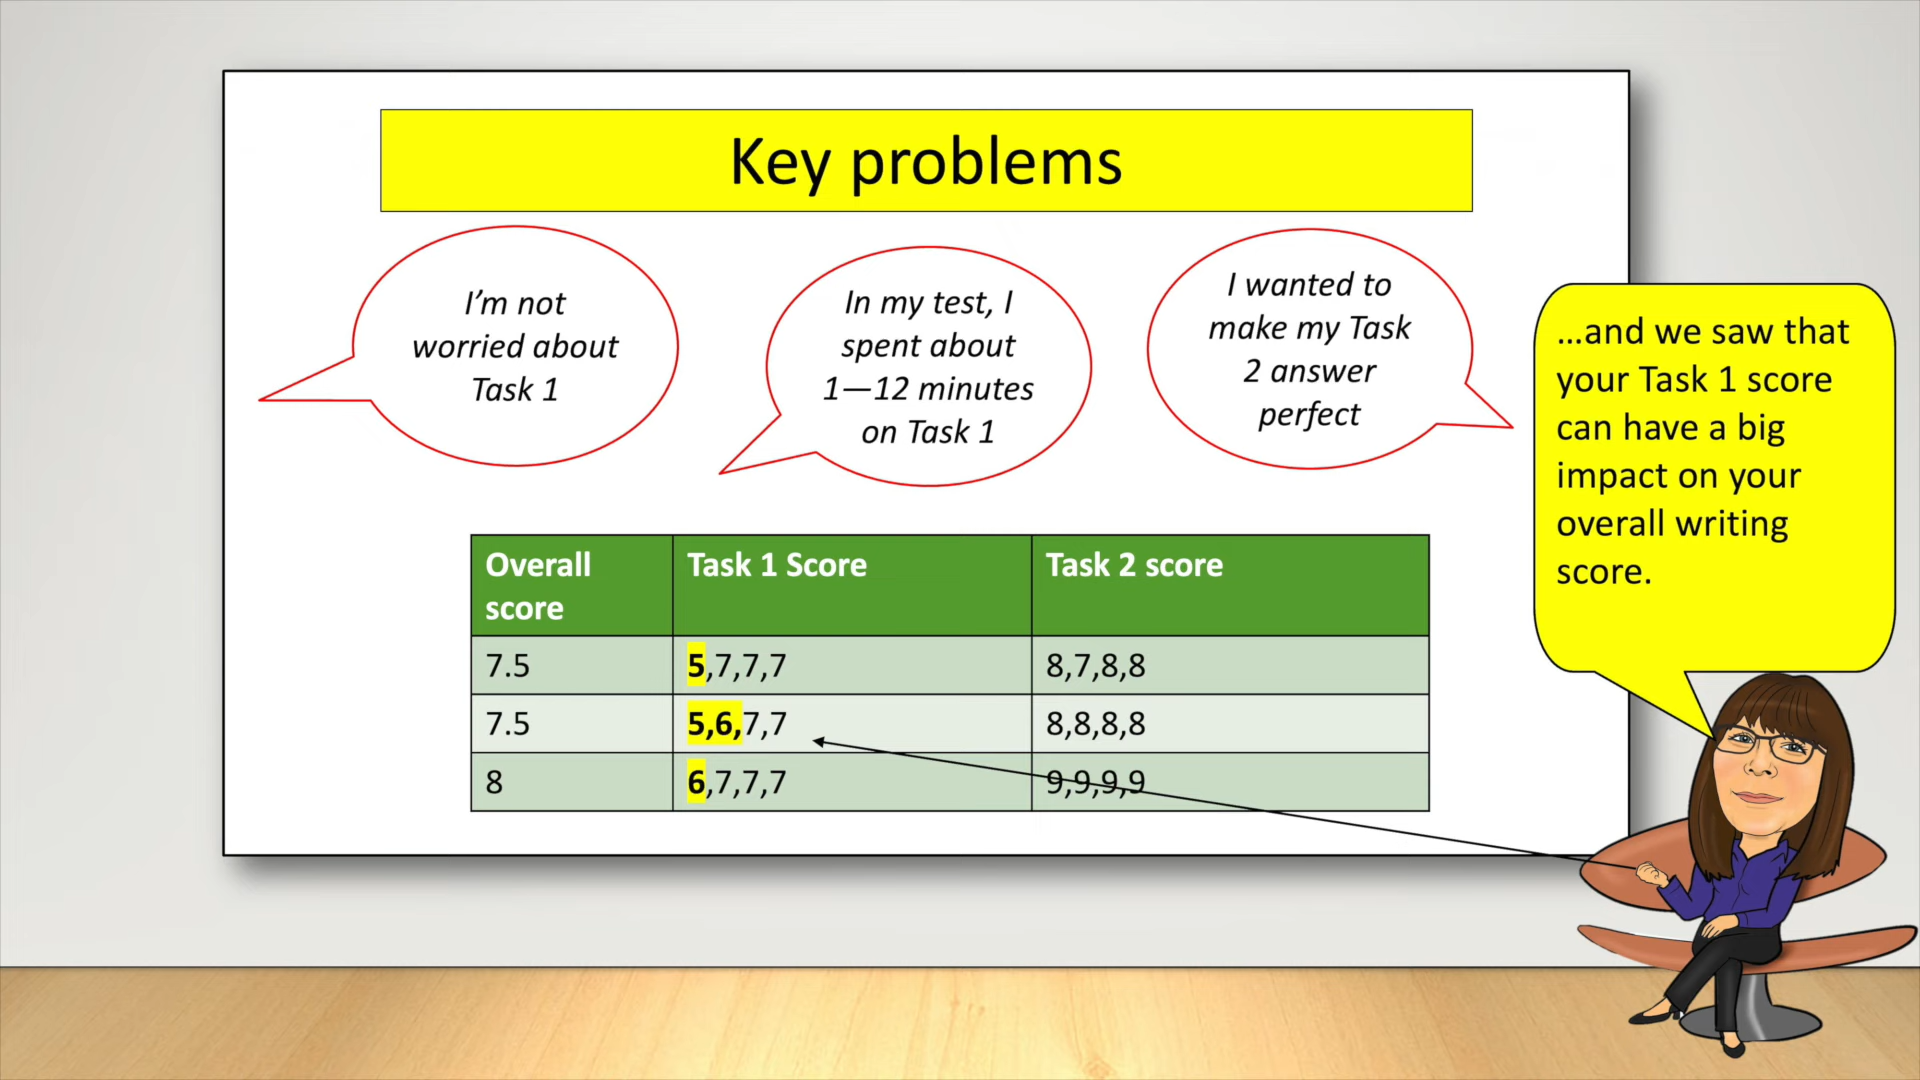 Key problems
I'm not
worried about
Task 1
In my test, I
spent about
1—12 minutes
on Task 1
I wanted to
make my Task
2 answer
perfect
...and we saw that
your Task 1 score
can have a big
impact on your
overall writing
score.
Overall score Task 1 Score Task 2 score
7.5 5,7,7,7 8,7,8,8
7.5 5,6,7,7 8,8,8,8
8 6,7,7,7 9,9,9,9